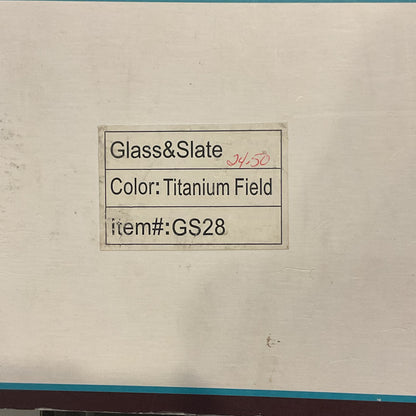 Glass&Slate 24.50
Color: Titanium Field
item#:GS28